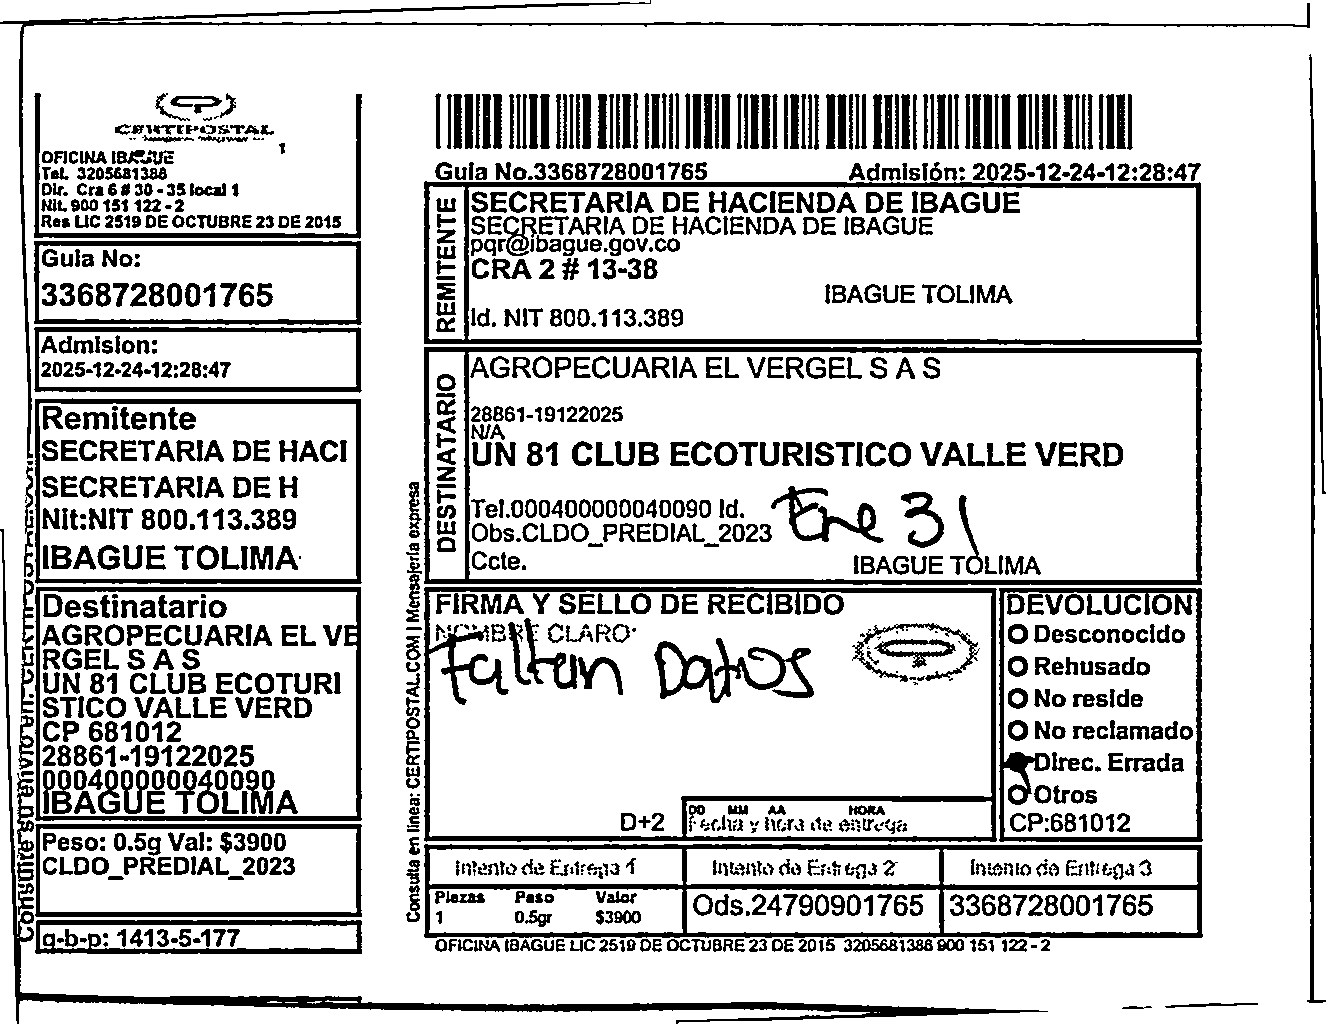 CERTIPOSTAL
1
OFICINA IBAGUE
Tel. 3205681388
Dir. Cra 6 # 30 - 35 local 1
Nit. 900 151 122 - 2
Res LIC 2519 DE OCTUBRE 23 DE 2015
Guia No:
3368728001765
Admision:
2025-12-24-12:28:47
Remitente
SECRETARIA DE HACI
SECRETARIA DE H
Nit:NIT 800.113.389
IBAGUE TOLIMA
Destinatario
AGROPECUARIA EL VE
RGEL S A S
UN 81 CLUB ECOTURI
STICO VALLE VERD
CP 681012
28861-19122025
000400000040090
IBAGUE TOLIMA
Peso: 0.5g Val: $3900
CLDO_PREDIAL_2023
g-b-p: 1413-5-177
Consulta en linea: CERTIPOSTAL.COM | Mensajería expresa
Guia No.3368728001765 Admisión: 2025-12-24-12:28:47
REMITENTE
SECRETARIA DE HACIENDA DE IBAGUE
SECRETARIA DE HACIENDA DE IBAGUE
pqr@ibague.gov.co
CRA 2 # 13-38
IBAGUE TOLIMA
Id. NIT 800.113.389
DESTINATARIO
AGROPECUARIA EL VERGEL S A S
28861-19122025
N/A
UN 81 CLUB ECOTURISTICO VALLE VERD
Tel.000400000040090 Id.
Obs.CLDO_PREDIAL_2023
Ene 31
Ccte.
IBAGUE TOLIMA
FIRMA Y SELLO DE RECIBIDO
NOMBRE CLARO:
Faltan Datos
D+2
DD MM AA HORA
Fecha y hora de entrega
DEVOLUCION
Desconocido
Rehusado
No reside
No reclamado
Direc. Errada
Otros
CP:681012
Intento de Entrega 1 Intento de Entrega 2 Intento de Entrega 3
Piezas Peso Valor
1 0.5gr $3900
Ods.24790901765 3368728001765
OFICINA IBAGUE LIC 2519 DE OCTUBRE 23 DE 2015 3205681388 900 151 122 - 2